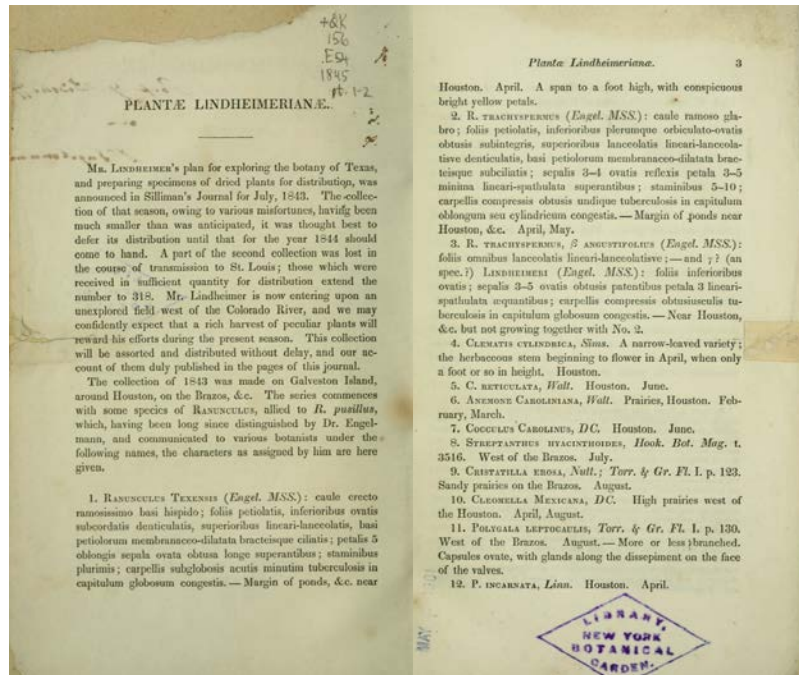 +QK
156
.E54
1845
pt. 1-2
PLANTÆ LINDHEIMERIANÆ.
Mr. Lindheimer's plan for exploring the botany of Texas,
and preparing specimens of dried plants for distribution, was
announced in Silliman's Journal for July, 1843. The collec-
tion of that season, owing to various misfortunes, having been
much smaller than was anticipated, it was thought best to
defer its distribution until that for the year 1844 should
come to hand. A part of the second collection was lost in
the course of transmission to St. Louis; those which were
received in sufficient quantity for distribution extend the
number to 318. Mr. Lindheimer is now entering upon an
unexplored field west of the Colorado River, and we may
confidently expect that a rich harvest of peculiar plants will
reward his efforts during the present season. This collection
will be assorted and distributed without delay, and our ac-
count of them duly published in the pages of this journal.
The collection of 1843 was made on Galveston Island,
around Houston, on the Brazos, &c. The series commences
with some species of Ranunculus, allied to R. pusillus,
which, having been long since distinguished by Dr. Engel-
mann, and communicated to various botanists under the
following names, the characters as assigned by him are here
given.
1. Ranunculus Texensis (Engel. MSS.): caule erecto
ramosissimo basi hispido; foliis petiolatis, inferioribus ovatis
subcordatis denticulatis, superioribus lineari-lanceolatis, basi
petiolorum membranaceo-dilatata bracteisque ciliatis; petalis 5
oblongis sepala ovata obtusa longe superantibus; staminibus
plurimis; carpellis subglobosis acutis minutim tuberculosis in
capitulum globosum congestis. — Margin of ponds, &c. near
Plantæ Lindheimerianæ. 3
Houston. April. A span to a foot high, with conspicuous
bright yellow petals.
2. R. trachyspermus (Engel. MSS.): caule ramoso gla-
bro; foliis petiolatis, inferioribus plerumque orbiculato-ovatis
obtusis subintegris, superioribus lanceolatis lineari-lanceola-
tisve denticulatis, basi petiolorum membranaceo-dilatata brac-
teisque subciliatis; sepalis 3–4 ovatis reflexis petala 3–5
minima lineari-spathulata superantibus; staminibus 5–10;
carpellis compressis obtusis undique tuberculosis in capitulum
oblongum seu cylindricum congestis. — Margin of ponds near
Houston, &c. April, May.
3. R. trachyspermus, β angustifolius (Engel. MSS.):
foliis omnibus lanceolatis lineari-lanceolatisve; — and γ? (an
spec.?) Lindheimeri (Engel. MSS.): foliis inferioribus
ovatis; sepalis 3–5 ovatis obtusis patentibus petala 3 lineari-
spathulata æquantibus; carpellis compressis obtusiusculis tu-
berculosis in capitulum globosum congestis. — Near Houston,
&c. but not growing together with No. 2.
4. Clematis cylindrica, Sims. A narrow-leaved variety;
the herbaceous stem beginning to flower in April, when only
a foot or so in height. Houston.
5. C. reticulata, Walt. Houston. June.
6. Anemone Caroliniana, Walt. Prairies, Houston. Feb-
ruary, March.
7. Cocculus Carolinus, DC. Houston. June.
8. Streptanthus hyacinthoides, Hook. Bot. Mag. t.
3516. West of the Brazos. July.
9. Cristatella erosa, Nutt.; Torr. & Gr. Fl. I. p. 123.
Sandy prairies on the Brazos. August.
10. Cleomella Mexicana, DC. High prairies west of
the Houston. April, August.
11. Polygala leptocaulis, Torr. & Gr. Fl. I. p. 130.
West of the Brazos. August. — More or less branched.
Capsules ovate, with glands along the dissepiment on the face
of the valves.
12. P. incarnata, Linn. Houston. April.
LIBRARY,
NEW YORK
BOTANICAL
GARDEN.
MAY